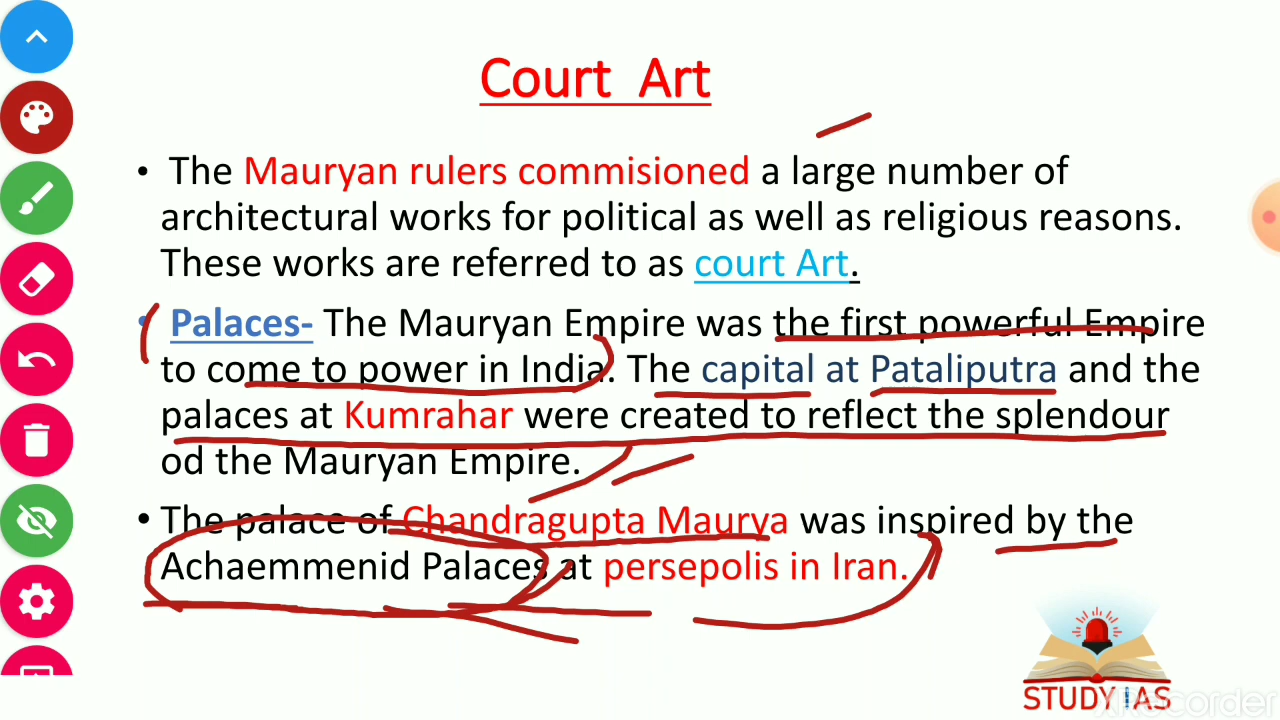 Court Art
• The Mauryan rulers commisioned a large number of
architectural works for political as well as religious reasons.
These works are referred to as court Art.
• Palaces- The Mauryan Empire was the first powerful Empire
to come to power in India. The capital at Pataliputra and the
palaces at Kumrahar were created to reflect the splendour
od the Mauryan Empire.
• The palace of Chandragupta Maurya was inspired by the
Achaemmenid Palaces at persepolis in Iran.
STUDY IAS
XRecorder